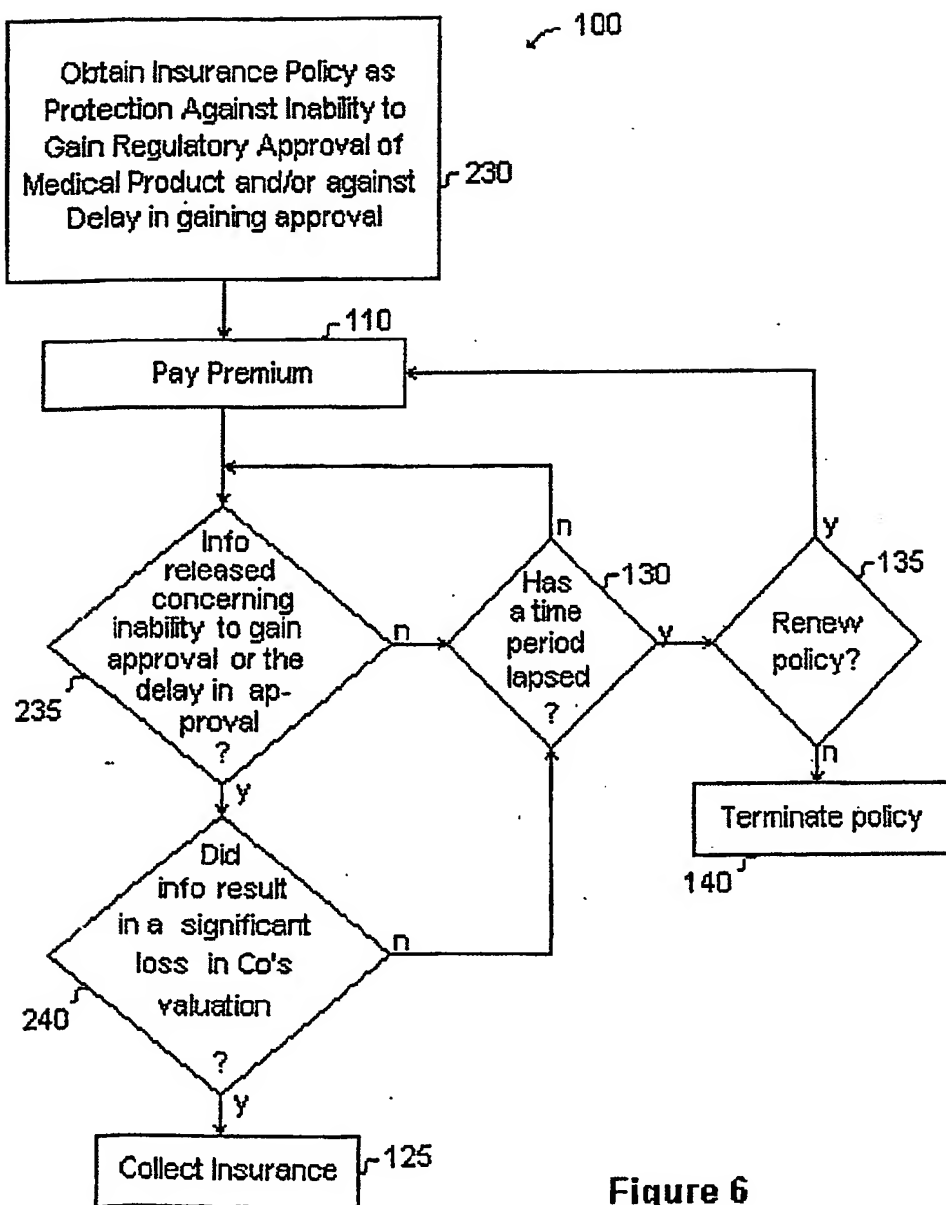 100
Obtain Insurance Policy as
Protection Against Inability to
Gain Regulatory Approval of
Medical Product and/or against
Delay in gaining approval
230
110
Pay Premium
Info
released
concerning
inability to gain
approval or the
delay in ap-
proval
?
235
n
y
n
Has
a time
period
lapsed
?
130
y
y
135
Renew
policy?
n
Terminate policy
140
Did
info result
in a significant
loss in Co's
valuation
?
240
n
y
Collect Insurance
125
Figure 6